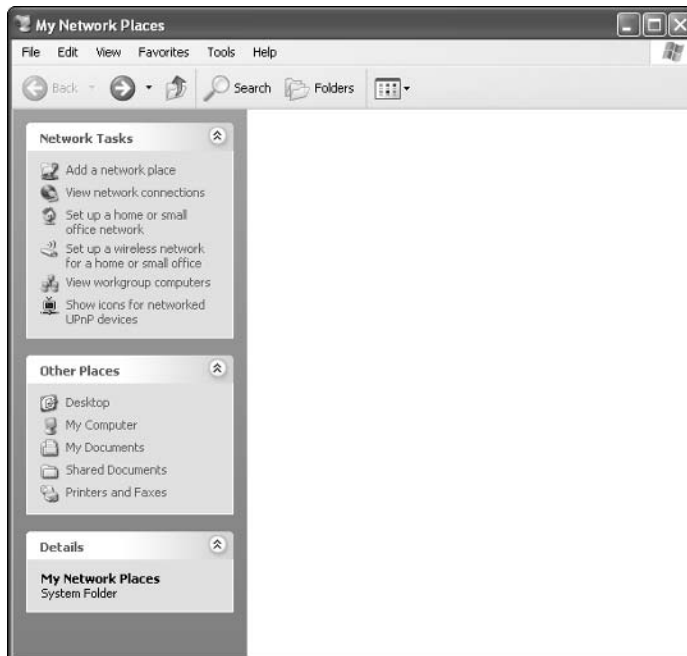 My Network Places
File Edit View Favorites Tools Help
Back Search Folders
Network Tasks
Add a network place
View network connections
Set up a home or small
office network
Set up a wireless network
for a home or small office
View workgroup computers
Show icons for networked
UPnP devices
Other Places
Desktop
My Computer
My Documents
Shared Documents
Printers and Faxes
Details
My Network Places
System Folder